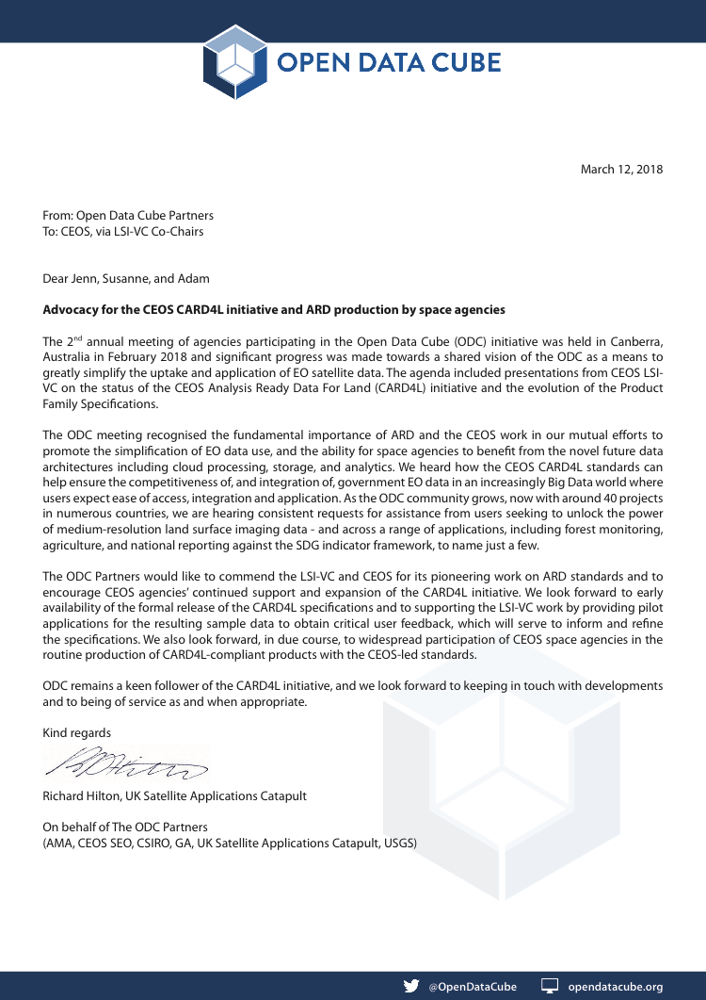 OPEN DATA CUBE
March 12, 2018
From: Open Data Cube Partners
To: CEOS, via LSI-VC Co-Chairs
Dear Jenn, Susanne, and Adam
Advocacy for the CEOS CARD4L initiative and ARD production by space agencies
The 2nd annual meeting of agencies participating in the Open Data Cube (ODC) initiative was held in Canberra,
Australia in February 2018 and significant progress was made towards a shared vision of the ODC as a means to
greatly simplify the uptake and application of EO satellite data. The agenda included presentations from CEOS LSI-
VC on the status of the CEOS Analysis Ready Data For Land (CARD4L) initiative and the evolution of the Product
Family Specifications.
The ODC meeting recognised the fundamental importance of ARD and the CEOS work in our mutual efforts to
promote the simplification of EO data use, and the ability for space agencies to benefit from the novel future data
architectures including cloud processing, storage, and analytics. We heard how the CEOS CARD4L standards can
help ensure the competitiveness of, and integration of, government EO data in an increasingly Big Data world where
users expect ease of access, integration and application. As the ODC community grows, now with around 40 projects
in numerous countries, we are hearing consistent requests for assistance from users seeking to unlock the power
of medium-resolution land surface imaging data - and across a range of applications, including forest monitoring,
agriculture, and national reporting against the SDG indicator framework, to name just a few.
The ODC Partners would like to commend the LSI-VC and CEOS for its pioneering work on ARD standards and to
encourage CEOS agencies' continued support and expansion of the CARD4L initiative. We look forward to early
availability of the formal release of the CARD4L specifications and to supporting the LSI-VC work by providing pilot
applications for the resulting sample data to obtain critical user feedback, which will serve to inform and refine
the specifications. We also look forward, in due course, to widespread participation of CEOS space agencies in the
routine production of CARD4L-compliant products with the CEOS-led standards.
ODC remains a keen follower of the CARD4L initiative, and we look forward to keeping in touch with developments
and to being of service as and when appropriate.
Kind regards
Richard Hilton, UK Satellite Applications Catapult
On behalf of The ODC Partners
(AMA, CEOS SEO, CSIRO, GA, UK Satellite Applications Catapult, USGS)
@OpenDataCube
opendatacube.org